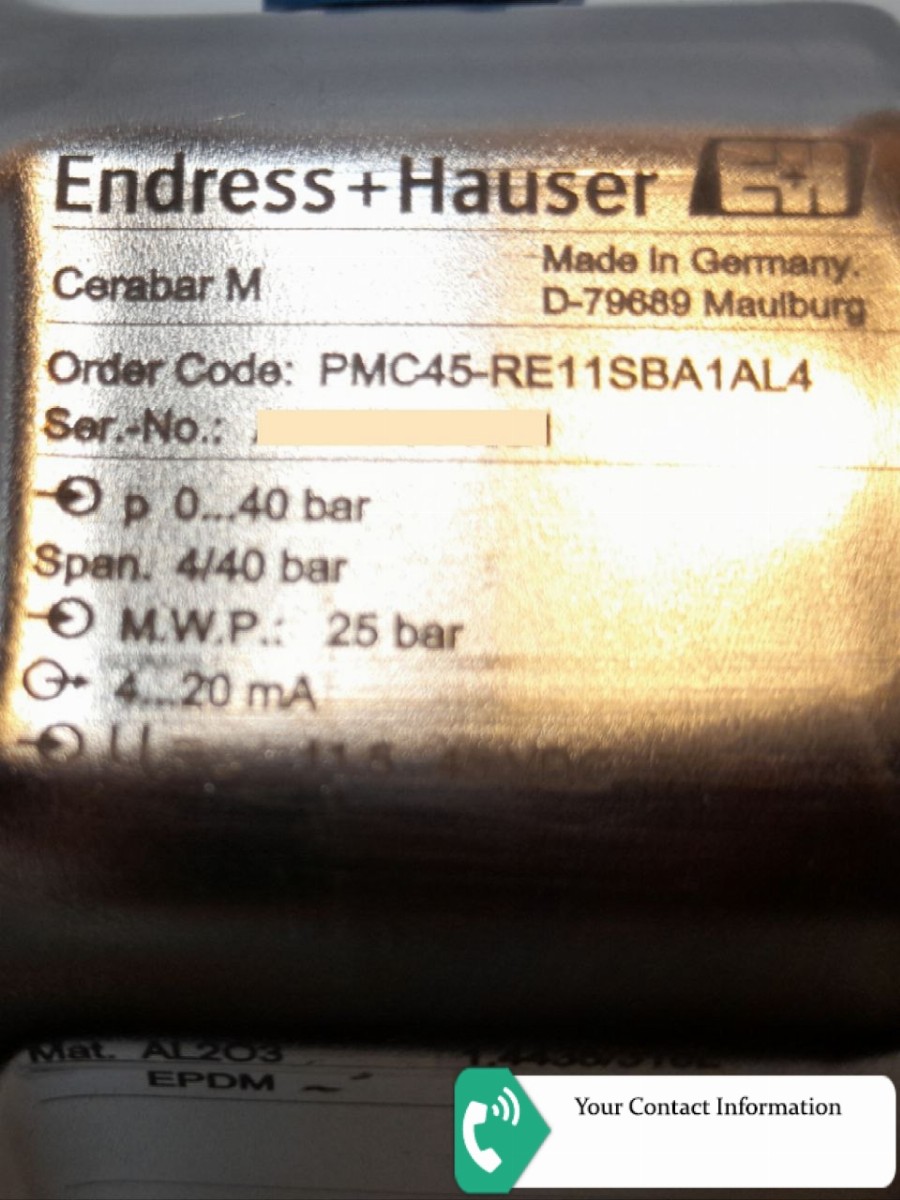 Endress+Hauser
Cerabar M
Made in Germany.
D-79689 Maulburg
Order Code: PMC45-RE11SBA1AL4
Ser.-No.:
p 0...40 bar
Span. 4/40 bar
M.W.P.: 25 bar
4...20 mA
Mat. AL2O3
EPDM
Your Contact Information